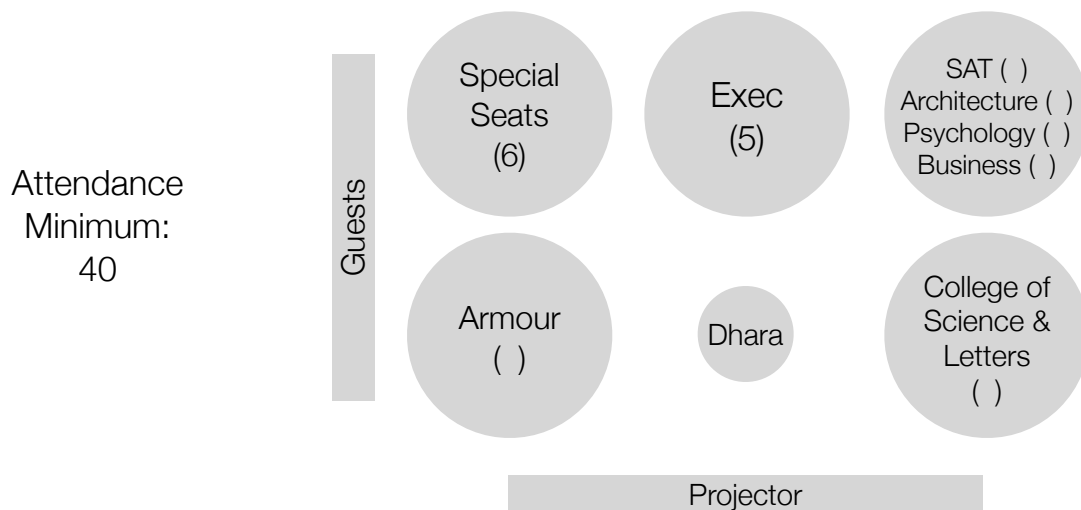 Attendance
Minimum:
40
Guests
Special
Seats
(6)
Exec
(5)
SAT ( )
Architecture ( )
Psychology ( )
Business ( )
Armour
( )
Dhara
College of
Science &
Letters
( )
Projector